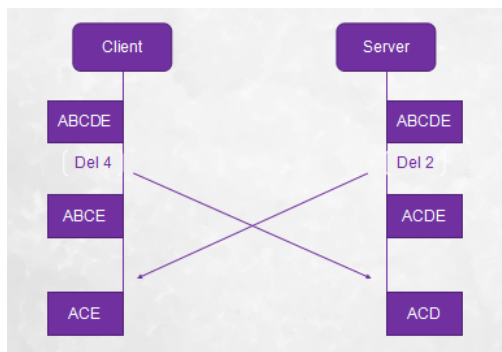 Client Server
ABCDE ABCDE
Del 4 Del 2
ABCE ACDE
ACE ACD